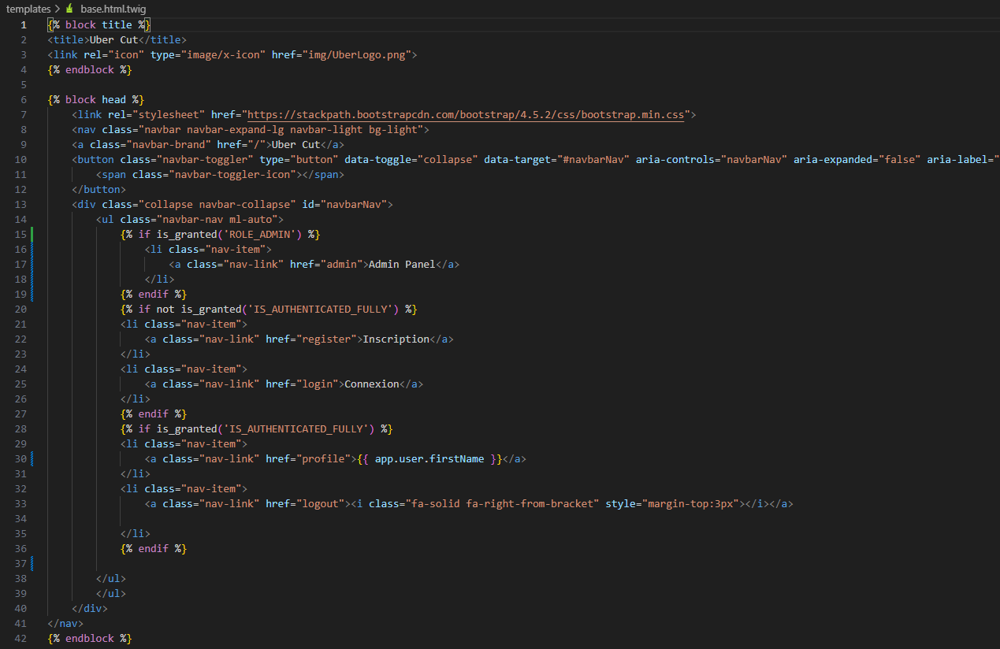 templates > base.html.twig
1 {% block title %}
2 <title>Uber Cut</title>
3 <link rel="icon" type="image/x-icon" href="img/UberLogo.png">
4 {% endblock %}
5
6 {% block head %}
7 <link rel="stylesheet" href="https://stackpath.bootstrapcdn.com/bootstrap/4.5.2/css/bootstrap.min.css">
8 <nav class="navbar navbar-expand-lg navbar-light bg-light">
9 <a class="navbar-brand" href="/">Uber Cut</a>
10 <button class="navbar-toggler" type="button" data-toggle="collapse" data-target="#navbarNav" aria-controls="navbarNav" aria-expanded="false" aria-label="
11 <span class="navbar-toggler-icon"></span>
12 </button>
13 <div class="collapse navbar-collapse" id="navbarNav">
14 <ul class="navbar-nav ml-auto">
15 {% if is_granted('ROLE_ADMIN') %}
16 <li class="nav-item">
17 <a class="nav-link" href="admin">Admin Panel</a>
18 </li>
19 {% endif %}
20 {% if not is_granted('IS_AUTHENTICATED_FULLY') %}
21 <li class="nav-item">
22 <a class="nav-link" href="register">Inscription</a>
23 </li>
24 <li class="nav-item">
25 <a class="nav-link" href="login">Connexion</a>
26 </li>
27 {% endif %}
28 {% if is_granted('IS_AUTHENTICATED_FULLY') %}
29 <li class="nav-item">
30 <a class="nav-link" href="profile">{{ app.user.firstName }}</a>
31 </li>
32 <li class="nav-item">
33 <a class="nav-link" href="logout"><i class="fa-solid fa-right-from-bracket" style="margin-top:3px"></i></a>
34
35 </li>
36 {% endif %}
37
38 </ul>
39 </ul>
40 </div>
41 </nav>
42 {% endblock %}